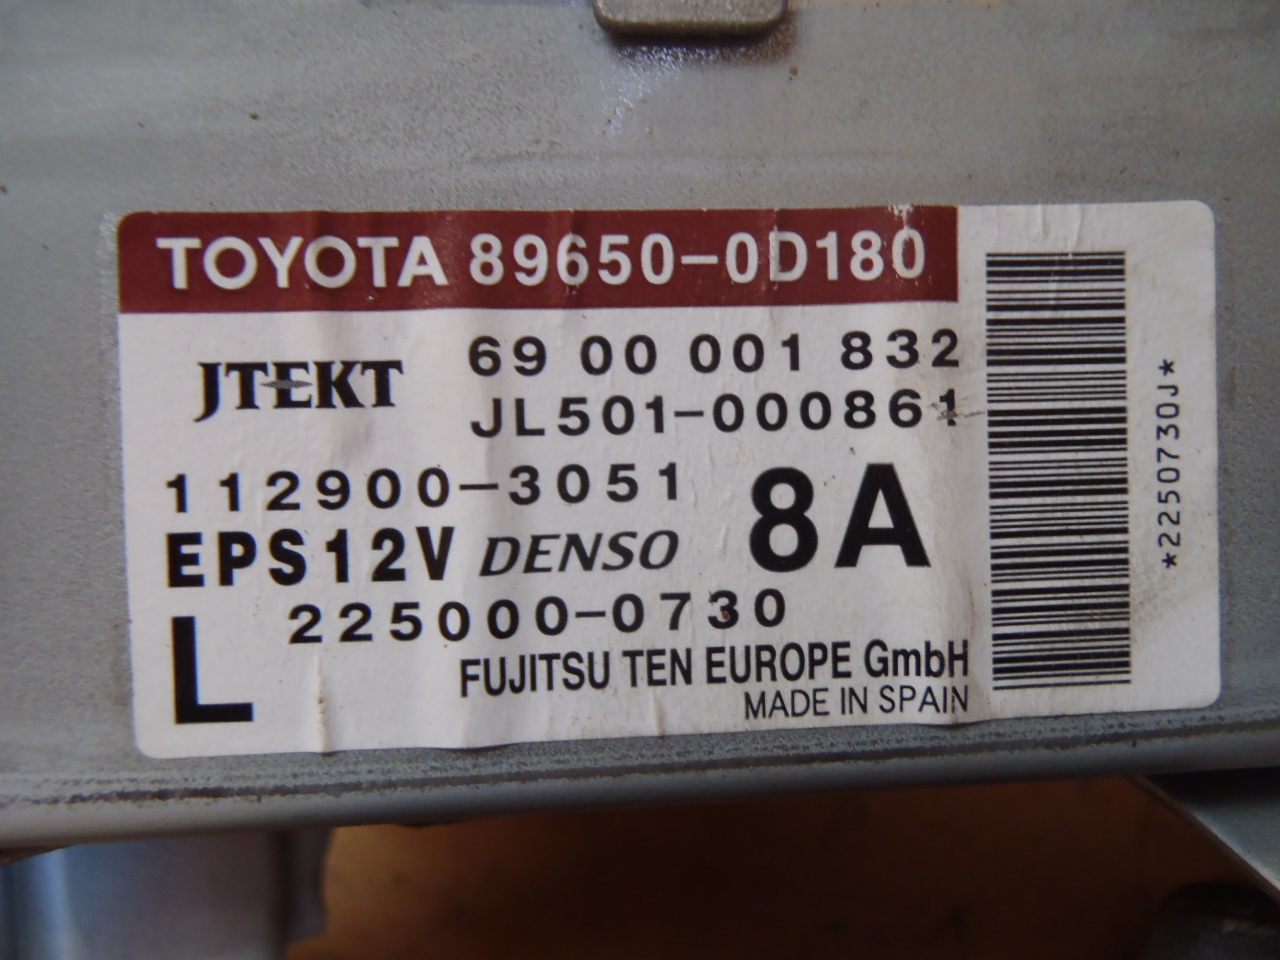 TOYOTA 89650-0D180
JTEKT
69 00 001 832
JL501-000861
112900-3051
EPS12V DENSO 8A
L 225000-0730
FUJITSU TEN EUROPE GmbH
MADE IN SPAIN
*2250730J*